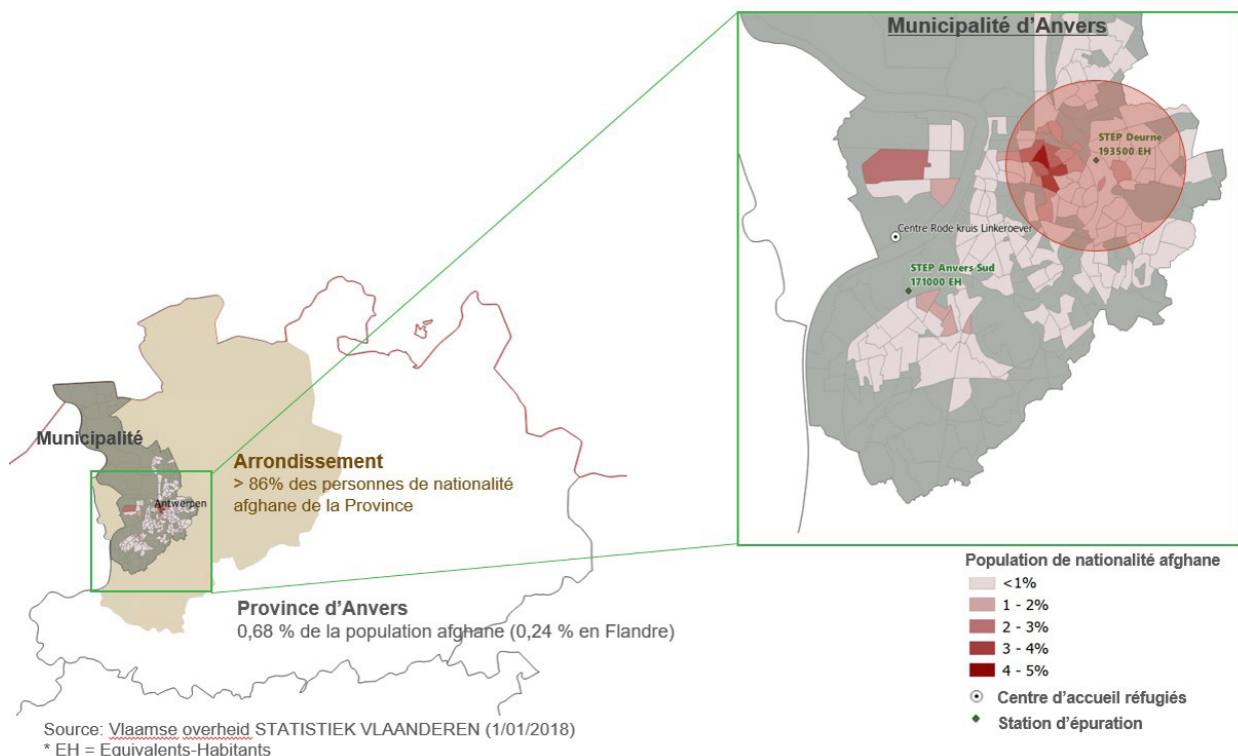 Municipalité d’Anvers
STEP Deurne
193500 EH
Centre Rode kruis Linkeroever
STEP Anvers Sud
171000 EH
Municipalité
Antwerpen
Arrondissement
> 86% des personnes de nationalité
afghane de la Province
Province d’Anvers
0,68 % de la population afghane (0,24 % en Flandre)
Population de nationalité afghane
<1%
1 - 2%
2 - 3%
3 - 4%
4 - 5%
Centre d’accueil réfugiés
Station d’épuration
Source: Vlaamse overheid STATISTIEK VLAANDEREN (1/01/2018)
* EH = Equivalents-Habitants